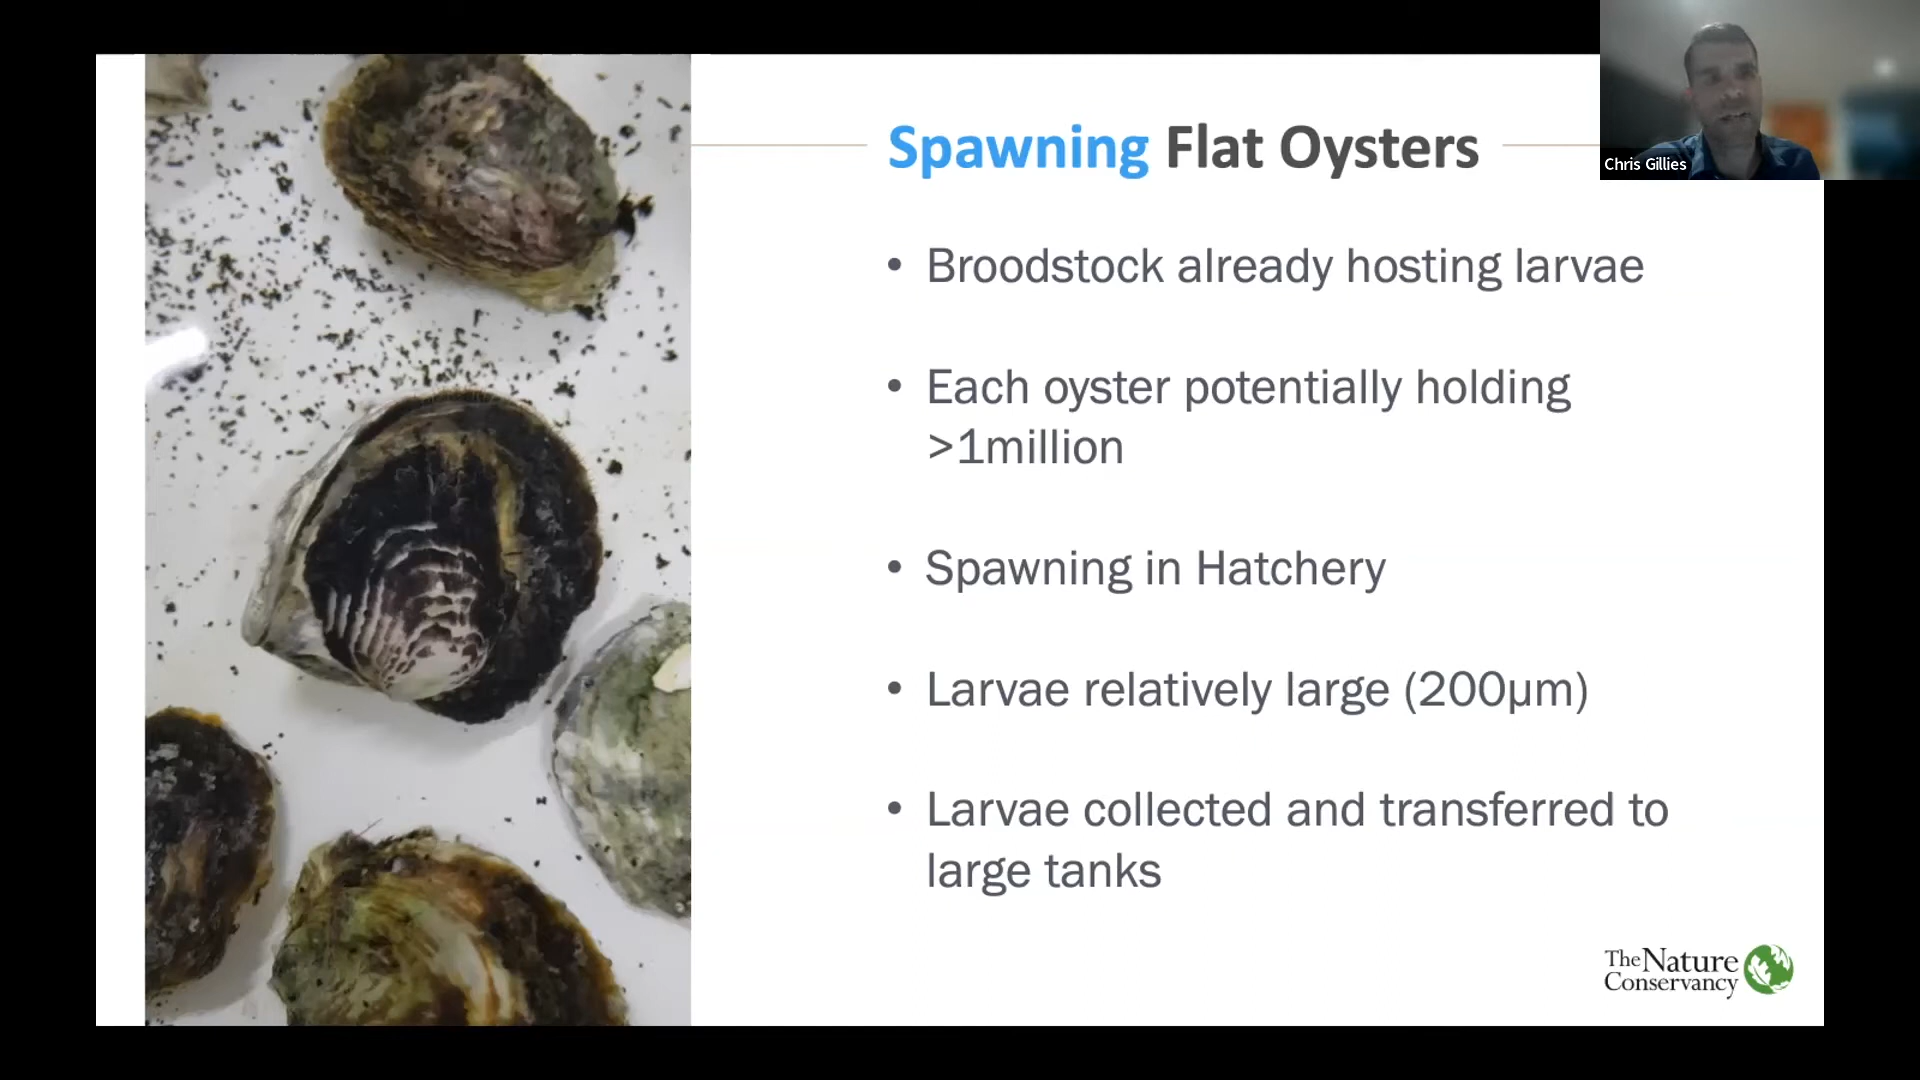 Spawning Flat Oysters
Chris Gillies
• Broodstock already hosting larvae
• Each oyster potentially holding
>1million
• Spawning in Hatchery
• Larvae relatively large (200µm)
• Larvae collected and transferred to
large tanks
The Nature
Conservancy